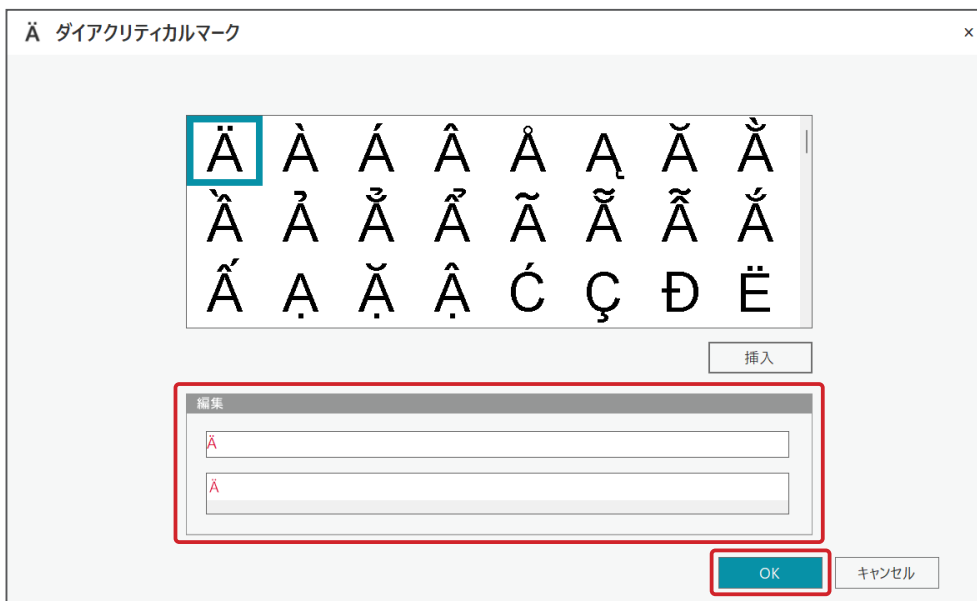 Ä ダイアクリティカルマーク ×
Ä À Á Â Å Ą Ă Ằ
Ầ Ả Ẳ Ẩ Ã Ẵ Ẫ Ắ
Ấ Ạ Ặ Ậ Ć Ç Đ Ë
挿入
編集
Ä
Ä
OK キャンセル